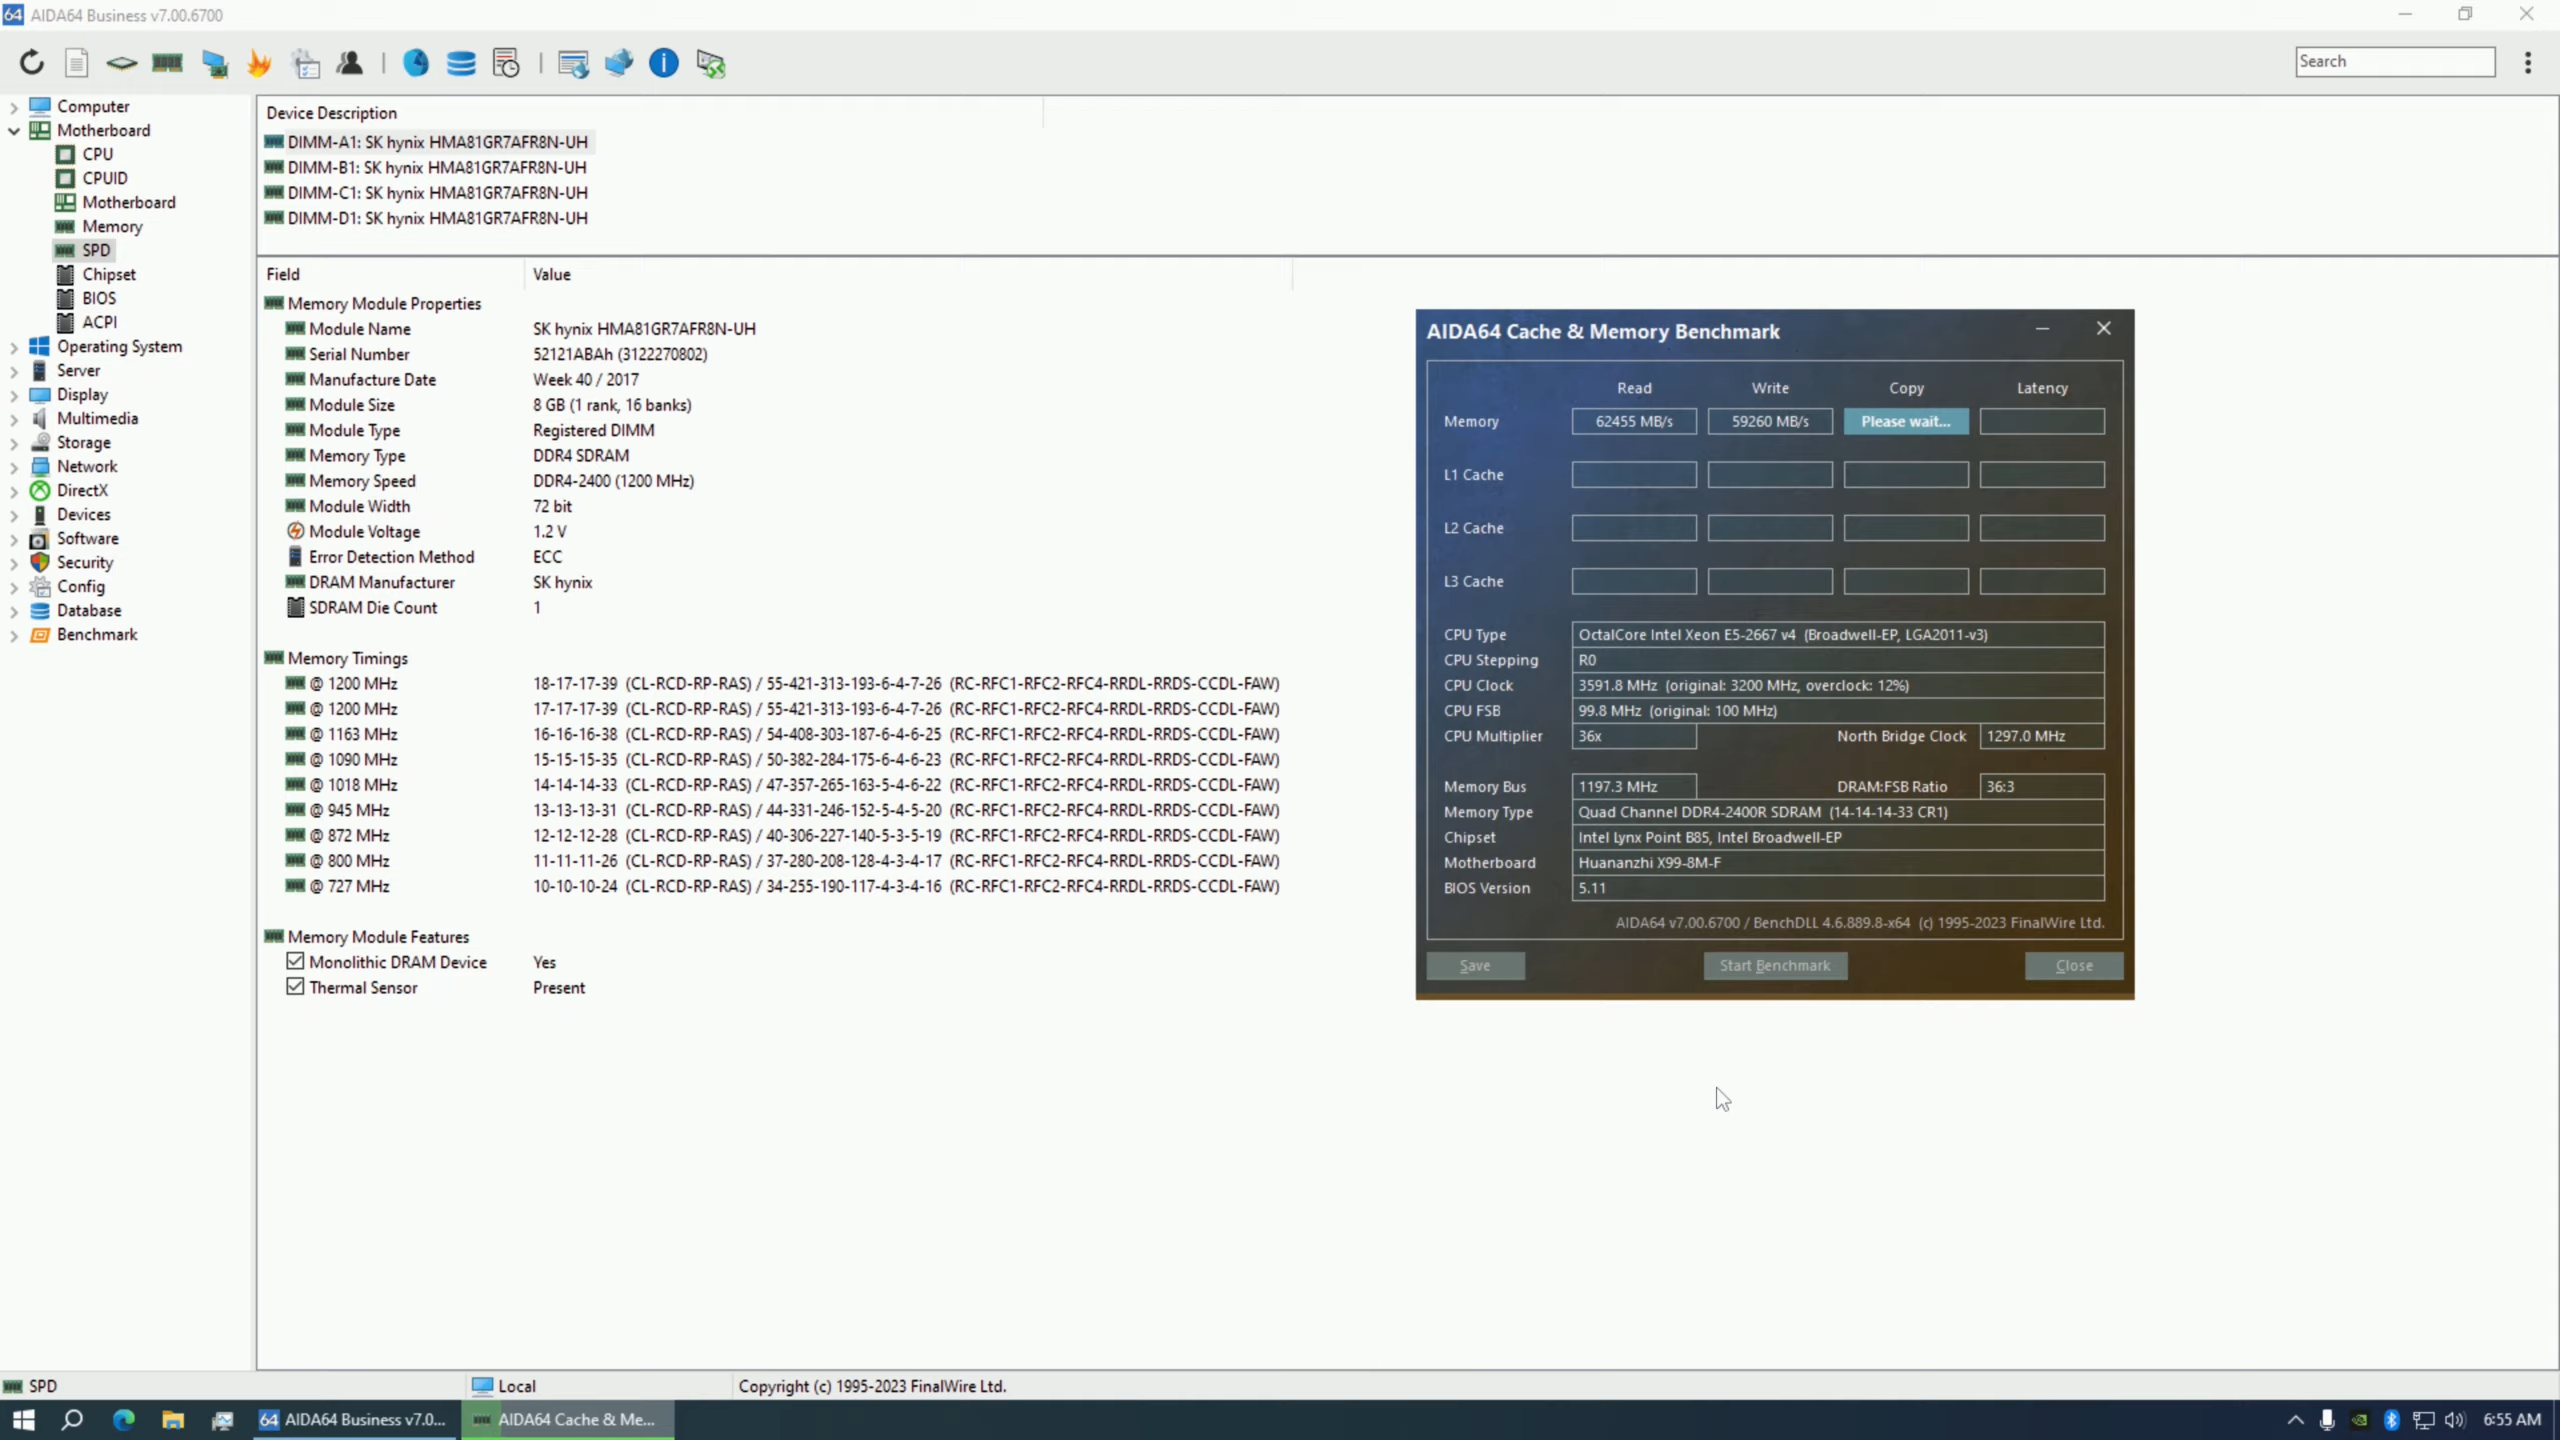 64 AIDA64 Business v7.00.6700
Search
Computer
Motherboard
CPU
CPUID
Motherboard
Memory
SPD
Chipset
BIOS
ACPI
Operating System
Server
Display
Multimedia
Storage
Network
DirectX
Devices
Software
Security
Config
Database
Benchmark
Device Description
DIMM-A1: SK hynix HMA81GR7AFR8N-UH
DIMM-B1: SK hynix HMA81GR7AFR8N-UH
DIMM-C1: SK hynix HMA81GR7AFR8N-UH
DIMM-D1: SK hynix HMA81GR7AFR8N-UH
Field Value
Memory Module Properties
Module Name SK hynix HMA81GR7AFR8N-UH
Serial Number 52121ABAh (3122270802)
Manufacture Date Week 40 / 2017
Module Size 8 GB (1 rank, 16 banks)
Module Type Registered DIMM
Memory Type DDR4 SDRAM
Memory Speed DDR4-2400 (1200 MHz)
Module Width 72 bit
Module Voltage 1.2 V
Error Detection Method ECC
DRAM Manufacturer SK hynix
SDRAM Die Count 1
Memory Timings
@ 1200 MHz 18-17-17-39 (CL-RCD-RP-RAS) / 55-421-313-193-6-4-7-26 (RC-RFC1-RFC2-RFC4-RRDL-RRDS-CCDL-FAW)
@ 1200 MHz 17-17-17-39 (CL-RCD-RP-RAS) / 55-421-313-193-6-4-7-26 (RC-RFC1-RFC2-RFC4-RRDL-RRDS-CCDL-FAW)
@ 1163 MHz 16-16-16-38 (CL-RCD-RP-RAS) / 54-408-303-187-6-4-6-25 (RC-RFC1-RFC2-RFC4-RRDL-RRDS-CCDL-FAW)
@ 1090 MHz 15-15-15-35 (CL-RCD-RP-RAS) / 50-382-284-175-6-4-6-23 (RC-RFC1-RFC2-RFC4-RRDL-RRDS-CCDL-FAW)
@ 1018 MHz 14-14-14-33 (CL-RCD-RP-RAS) / 47-357-265-163-5-4-6-22 (RC-RFC1-RFC2-RFC4-RRDL-RRDS-CCDL-FAW)
@ 945 MHz 13-13-13-31 (CL-RCD-RP-RAS) / 44-331-246-152-5-4-5-20 (RC-RFC1-RFC2-RFC4-RRDL-RRDS-CCDL-FAW)
@ 872 MHz 12-12-12-28 (CL-RCD-RP-RAS) / 40-306-227-140-5-3-5-19 (RC-RFC1-RFC2-RFC4-RRDL-RRDS-CCDL-FAW)
@ 800 MHz 11-11-11-26 (CL-RCD-RP-RAS) / 37-280-208-128-4-3-4-17 (RC-RFC1-RFC2-RFC4-RRDL-RRDS-CCDL-FAW)
@ 727 MHz 10-10-10-24 (CL-RCD-RP-RAS) / 34-255-190-117-4-3-4-16 (RC-RFC1-RFC2-RFC4-RRDL-RRDS-CCDL-FAW)
Memory Module Features
Monolithic DRAM Device Yes
Thermal Sensor Present
AIDA64 Cache & Memory Benchmark
Read Write Copy Latency
Memory 62455 MB/s 59260 MB/s Please wait...
L1 Cache
L2 Cache
L3 Cache
CPU Type OctalCore Intel Xeon E5-2667 v4 (Broadwell-EP, LGA2011-v3)
CPU Stepping R0
CPU Clock 3591.8 MHz (original: 3200 MHz, overclock: 12%)
CPU FSB 99.8 MHz (original: 100 MHz)
CPU Multiplier 36x North Bridge Clock 1297.0 MHz
Memory Bus 1197.3 MHz DRAM:FSB Ratio 36:3
Memory Type Quad Channel DDR4-2400R SDRAM (14-14-14-33 CR1)
Chipset Intel Lynx Point B85, Intel Broadwell-EP
Motherboard Huananzhi X99-8M-F
BIOS Version 5.11
AIDA64 v7.00.6700 / BenchDLL 4.6.889.8-x64 (c) 1995-2023 FinalWire Ltd.
Save Start Benchmark Close
SPD Local Copyright (c) 1995-2023 FinalWire Ltd.
64 AIDA64 Business v7.0... AIDA64 Cache & Me... 6:55 AM